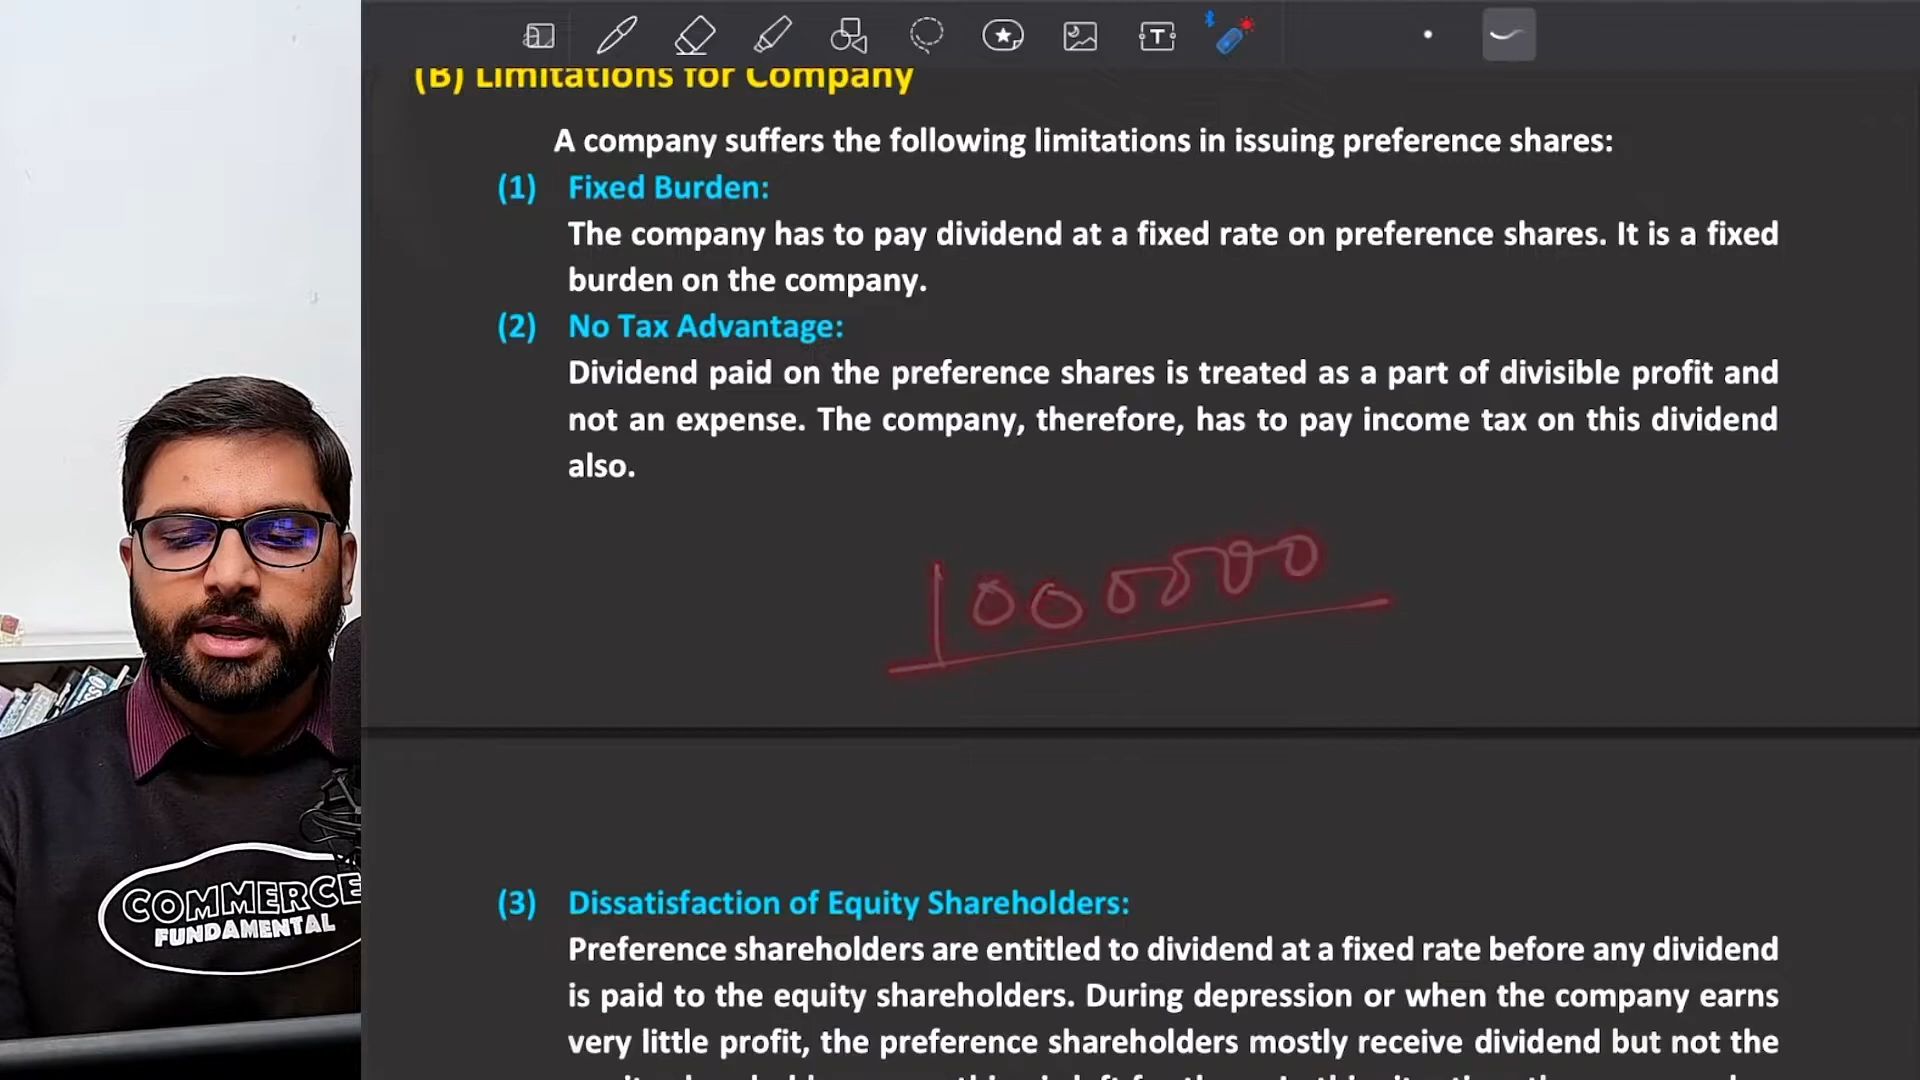 (B) Limitations for Company
A company suffers the following limitations in issuing preference shares:
(1) Fixed Burden:
The company has to pay dividend at a fixed rate on preference shares. It is a fixed
burden on the company.
(2) No Tax Advantage:
Dividend paid on the preference shares is treated as a part of divisible profit and
not an expense. The company, therefore, has to pay income tax on this dividend
also.
10000000
(3) Dissatisfaction of Equity Shareholders:
Preference shareholders are entitled to dividend at a fixed rate before any dividend
is paid to the equity shareholders. During depression or when the company earns
very little profit, the preference shareholders mostly receive dividend but not the
COMMERCE
FUNDAMENTAL